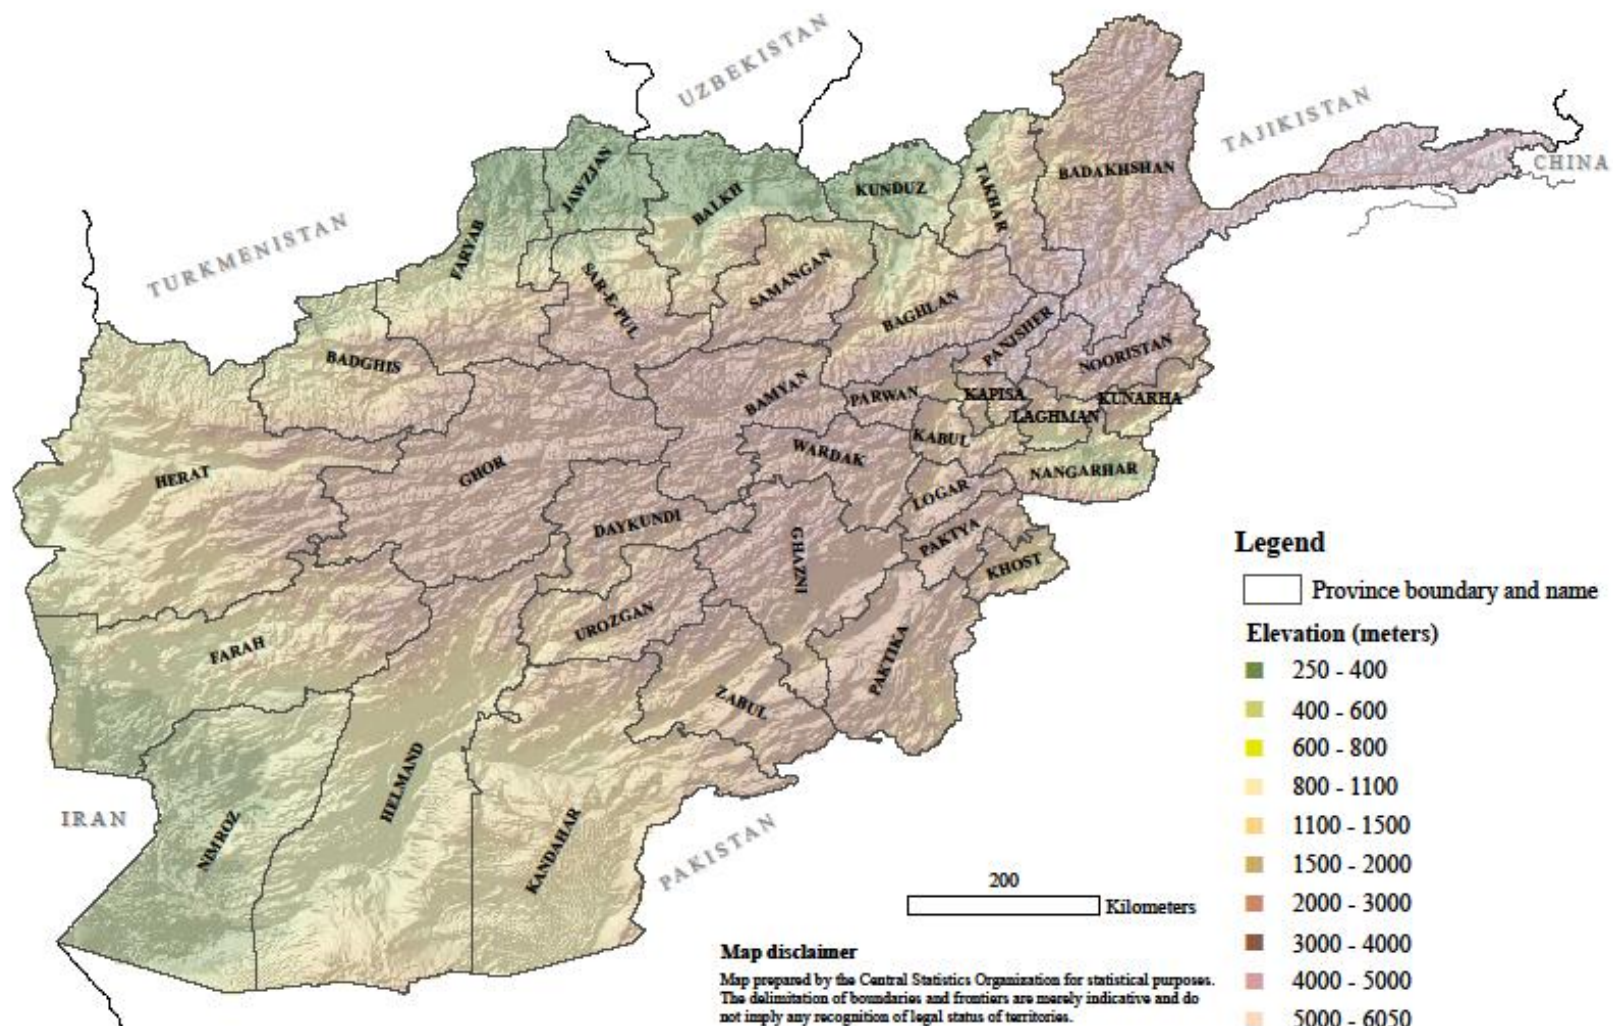 UZBEKISTAN
TAJIKISTAN
CHINA
TURKMENISTAN
BADAKHSHAN
JAWZJAN
BALKH
KUNDUZ
TAKHAR
FARYAB
SAR-E-PUL
SAMANGAN
BAGHLAN
PANJSHER
NOORISTAN
BADGHIS
BAMYAN
PARWAN
KAPISA
KUNARHA
LAGHMAN
KABUL
WARDAK
HERAT
GHOR
NANGARHAR
LOGAR
DAYKUNDI
PAKTYA
GHAZNI
KHOST
UROZGAN
FARAH
PAKTIKA
ZABUL
HELMAND
NIMROZ
KANDAHAR
IRAN
PAKISTAN
Legend
Province boundary and name
Elevation (meters)
250 - 400
400 - 600
600 - 800
800 - 1100
1100 - 1500
1500 - 2000
2000 - 3000
3000 - 4000
4000 - 5000
5000 - 6050
200
Kilometers
Map disclaimer
Map prepared by the Central Statistics Organization for statistical purposes.
The delimitation of boundaries and frontiers are merely indicative and do
not imply any recognition of legal status of territories.